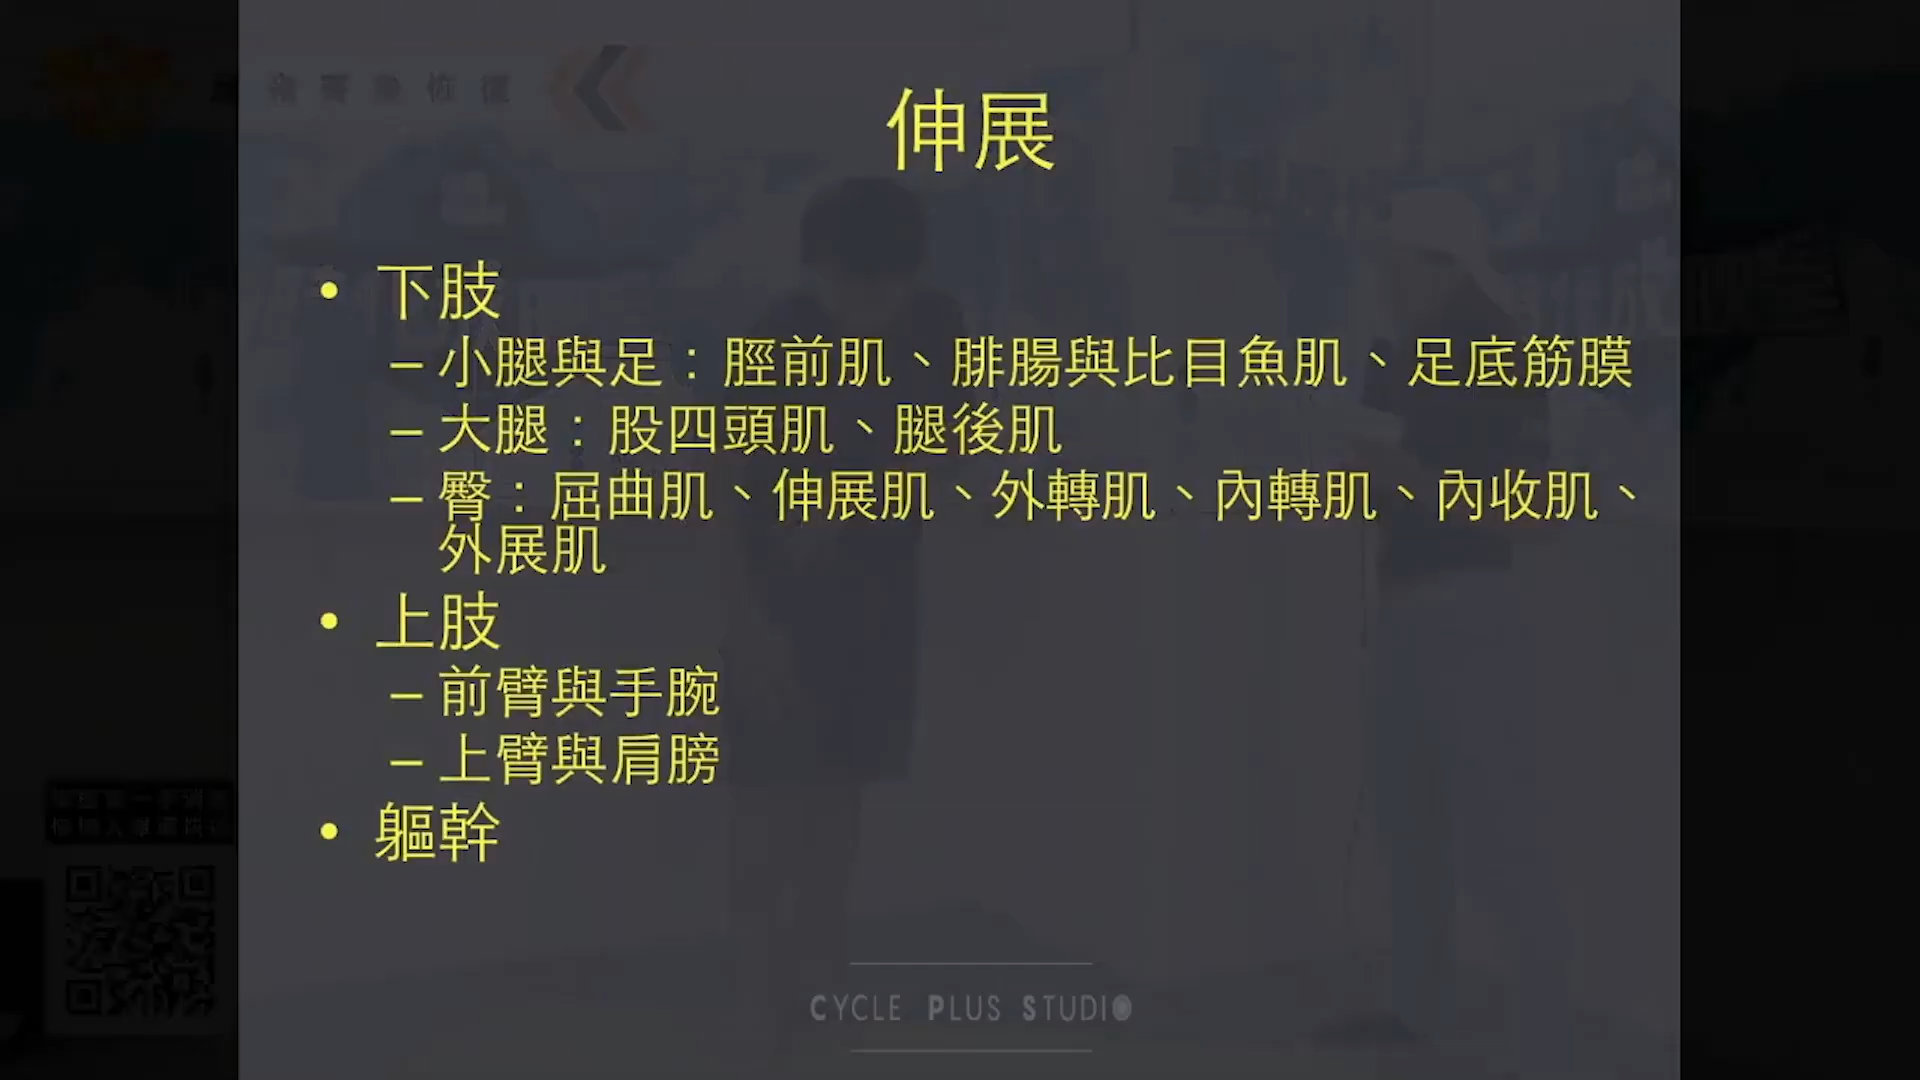 伸展
• 下肢
– 小腿與足：脛前肌、腓腸與比目魚肌、足底筋膜
– 大腿：股四頭肌、腿後肌
– 臀：屈曲肌、伸展肌、外轉肌、內轉肌、內收肌、
外展肌
• 上肢
– 前臂與手腕
– 上臂與肩膀
• 軀幹
CYCLE PLUS STUDIO